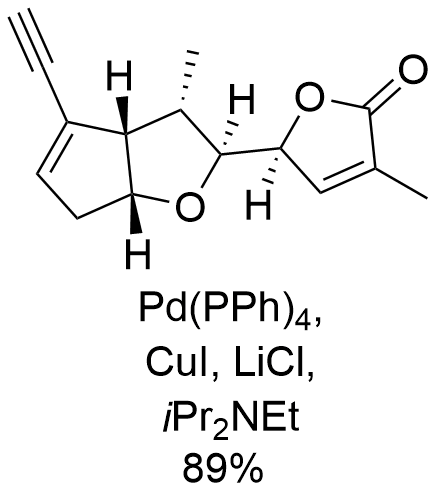 H
H
O
O
O
H
H
Pd(PPh)4,
CuI, LiCl,
iPr2NEt
89%